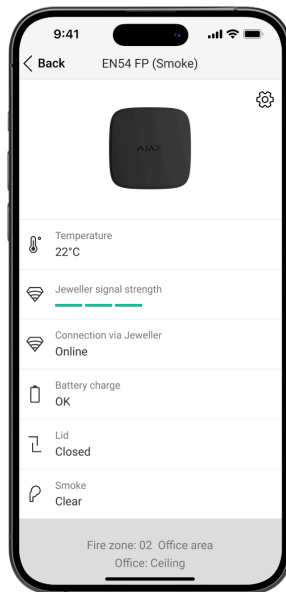 9:41
Back EN54 FP (Smoke)
AJAX
Temperature
22°C
Jeweller signal strength
Connection via Jeweller
Online
Battery charge
OK
Lid
Closed
Smoke
Clear
Fire zone: 02 Office area
Office: Ceiling